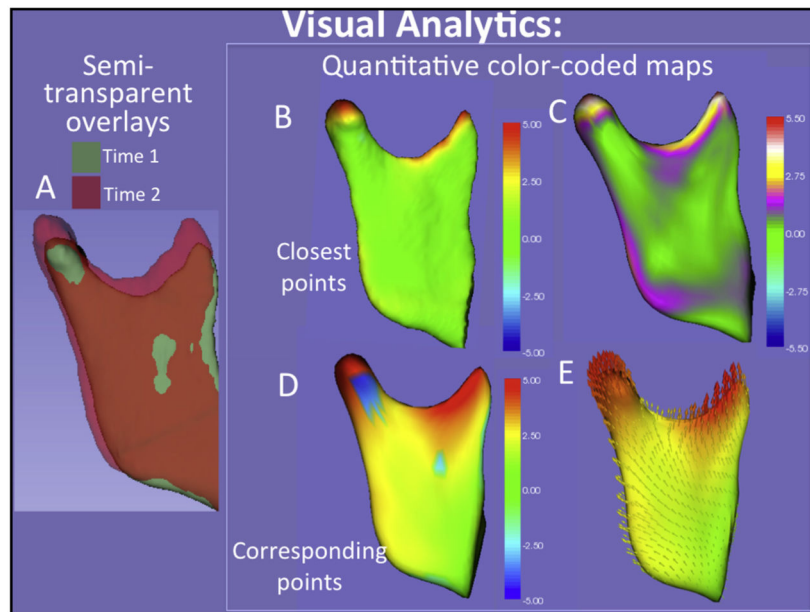 Visual Analytics:
Semi-
transparent
overlays
Time 1
Time 2
A
Quantitative color-coded maps
B
5.00
2.50
0.00
-2.50
-5.00
Closest
points
C
5.50
2.75
0.00
-2.75
-5.50
D
5.00
2.50
0.00
-2.50
-5.00
Corresponding
points
E